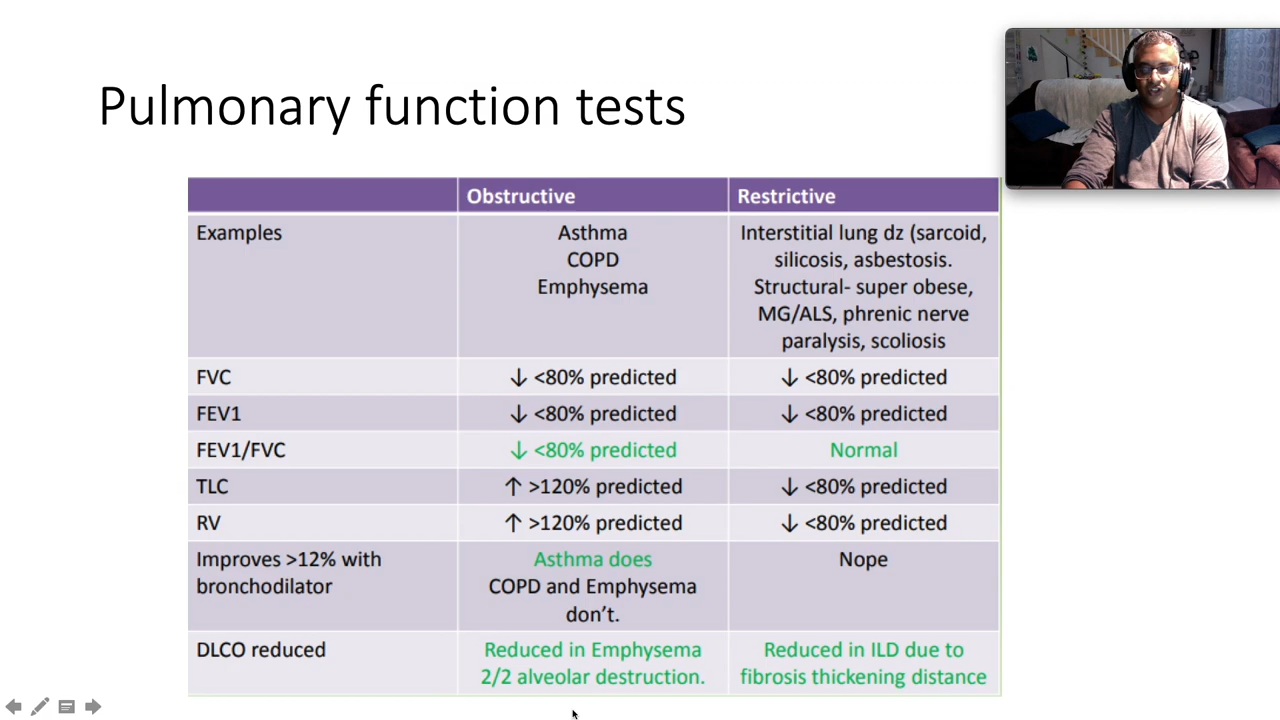 Pulmonary function tests
Obstructive
Restrictive
Examples
Asthma
COPD
Emphysema
Interstitial lung dz (sarcoid,
silicosis, asbestosis.
Structural- super obese,
MG/ALS, phrenic nerve
paralysis, scoliosis
FVC
↓ <80% predicted
↓ <80% predicted
FEV1
↓ <80% predicted
↓ <80% predicted
FEV1/FVC
↓ <80% predicted
Normal
TLC
↑ >120% predicted
↓ <80% predicted
RV
↑ >120% predicted
↓ <80% predicted
Improves >12% with
bronchodilator
Asthma does
COPD and Emphysema
don't.
Nope
DLCO reduced
Reduced in Emphysema
2/2 alveolar destruction.
Reduced in ILD due to
fibrosis thickening distance